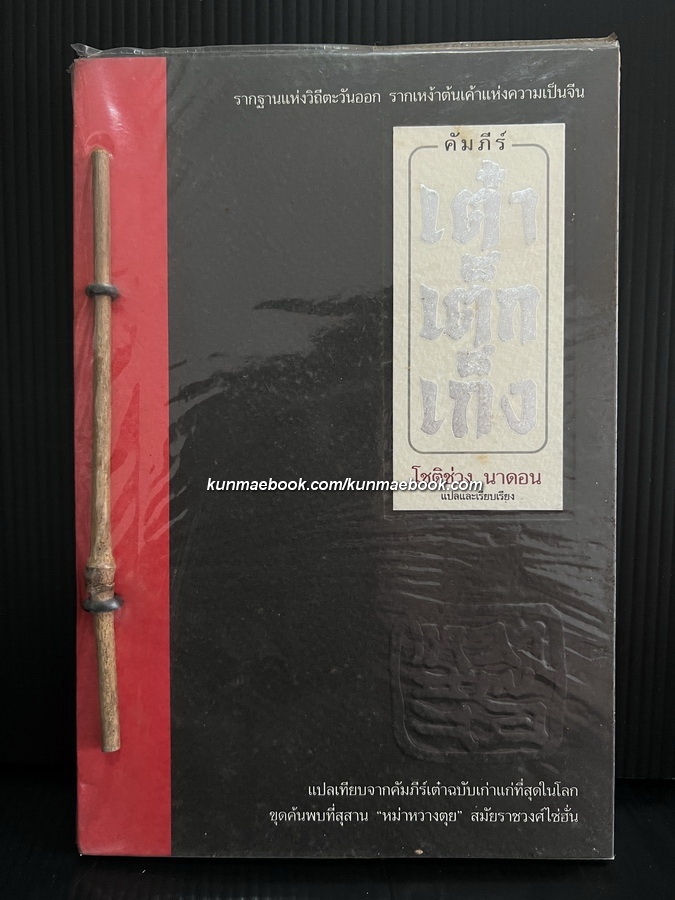 รากฐานแห่งวิถีตะวันออก รากเหง้าต้นเค้าแห่งความเป็นจีน
คัมภีร์
เต๋า
เต็ก
เก็ง
โชติช่วง นาดอน
แปลและเรียบเรียง
kunmaebook.com/kunmaebook.com
แปลเทียบจากคัมภีร์เต๋าฉบับเก่าแก่ที่สุดในโลก
ขุดค้นพบที่สุสาน "หม่าหวางตุย" สมัยราชวงศ์ไซ่ฮั่น